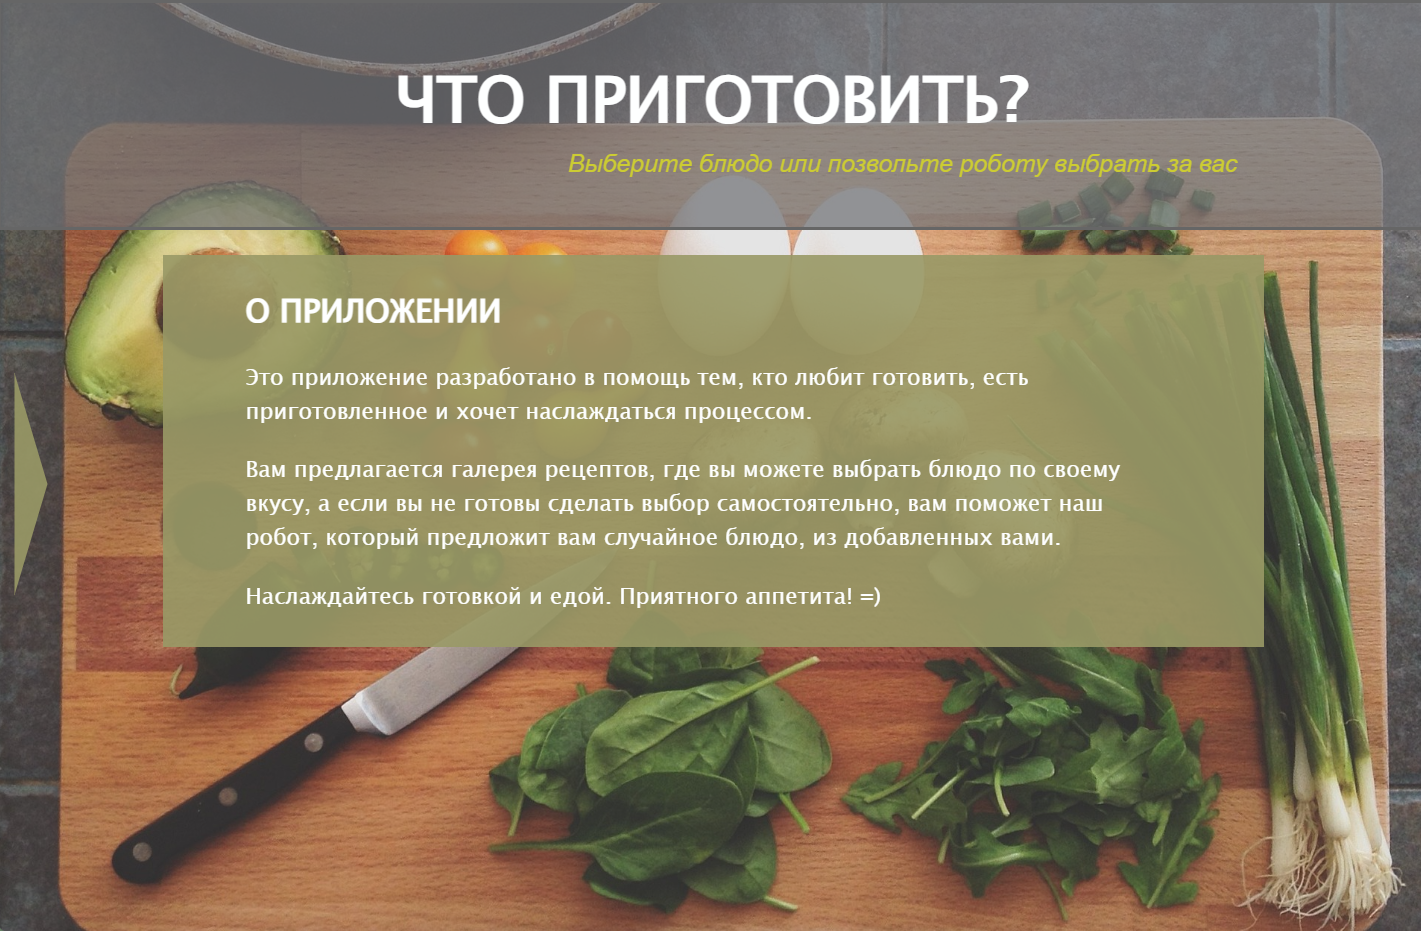 ЧТО ПРИГОТОВИТЬ?
Выберите блюдо или позвольте роботу выбрать за вас
О ПРИЛОЖЕНИИ
Это приложение разработано в помощь тем, кто любит готовить, есть
приготовленное и хочет наслаждаться процессом.
Вам предлагается галерея рецептов, где вы можете выбрать блюдо по своему
вкусу, а если вы не готовы сделать выбор самостоятельно, вам поможет наш
робот, который предложит вам случайное блюдо, из добавленных вами.
Наслаждайтесь готовкой и едой. Приятного аппетита! =)